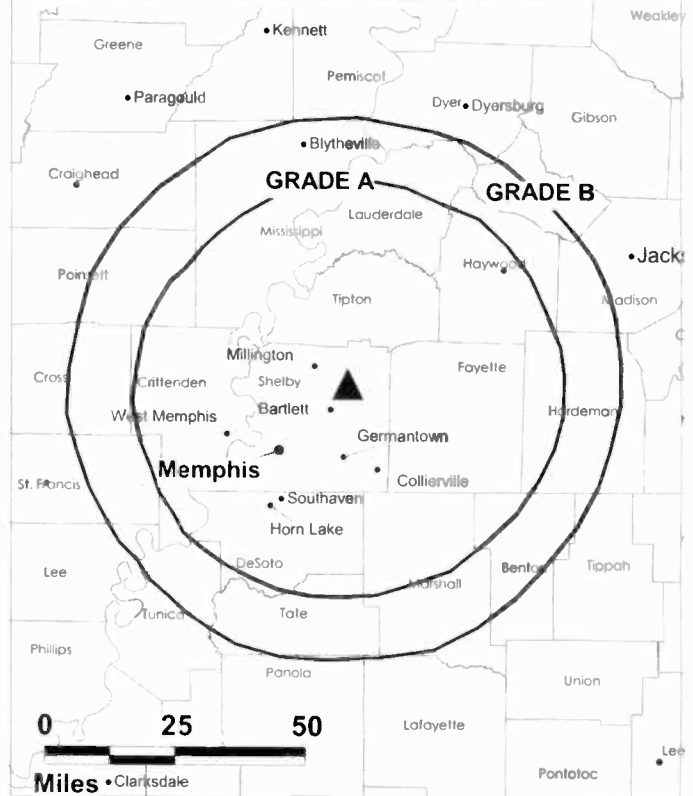 Weakley
Kennett
Greene
Pemiscot
Paragould
Dyer
Dyersburg
Gibson
Blytheville
Craighead
GRADE A
GRADE B
Lauderdale
Mississippi
Jacks
Haywood
Poinsett
Madison
Tipton
Millington
Fayette
Cross
Crittenden
Shelby
Bartlett
Hardeman
West Memphis
Germantown
Memphis
Collierville
St. Francis
Southaven
Horn Lake
DeSoto
Lee
Marshall
Benton
Tippah
Tunica
Tate
Phillips
Panola
Union
0 25 50
Lafayette
Lee
Pontotoc
Miles
Clarksdale